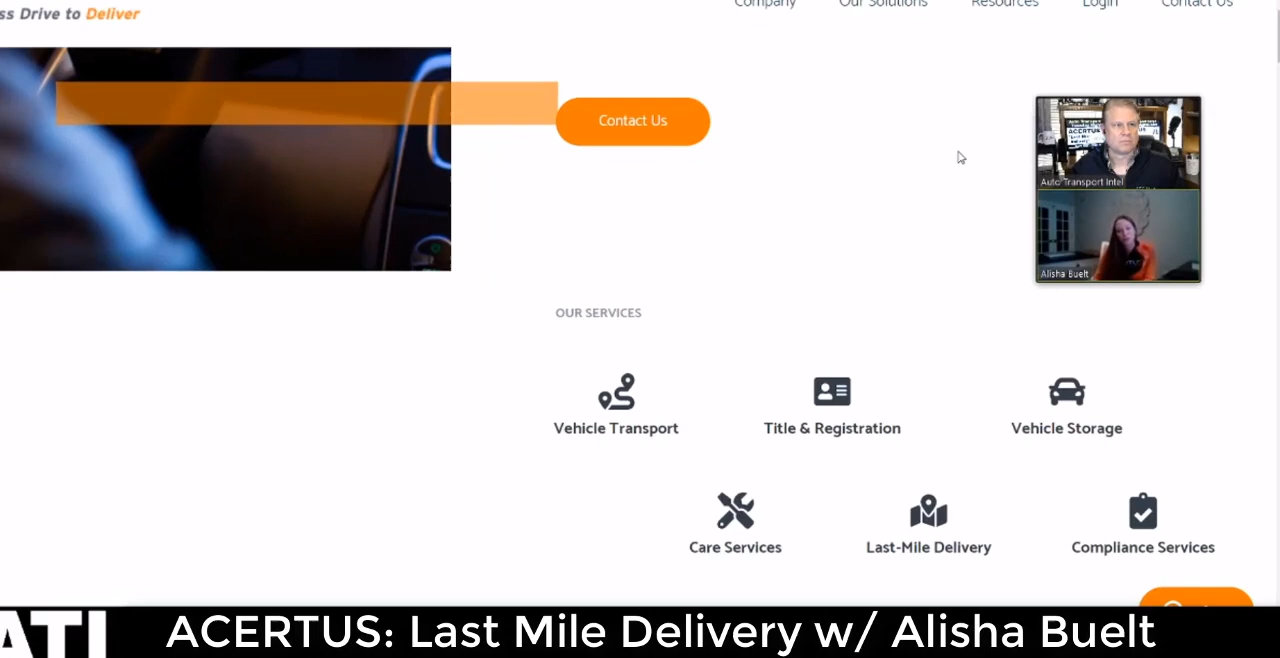 ss Drive to Deliver
Company Our Solutions Resources Login Contact Us
Contact Us
ACERTUS
Auto Transport Intel
Alisha Buelt
OUR SERVICES
Vehicle Transport Title & Registration Vehicle Storage
Care Services Last-Mile Delivery Compliance Services
ATI ACERTUS: Last Mile Delivery w/ Alisha Buelt